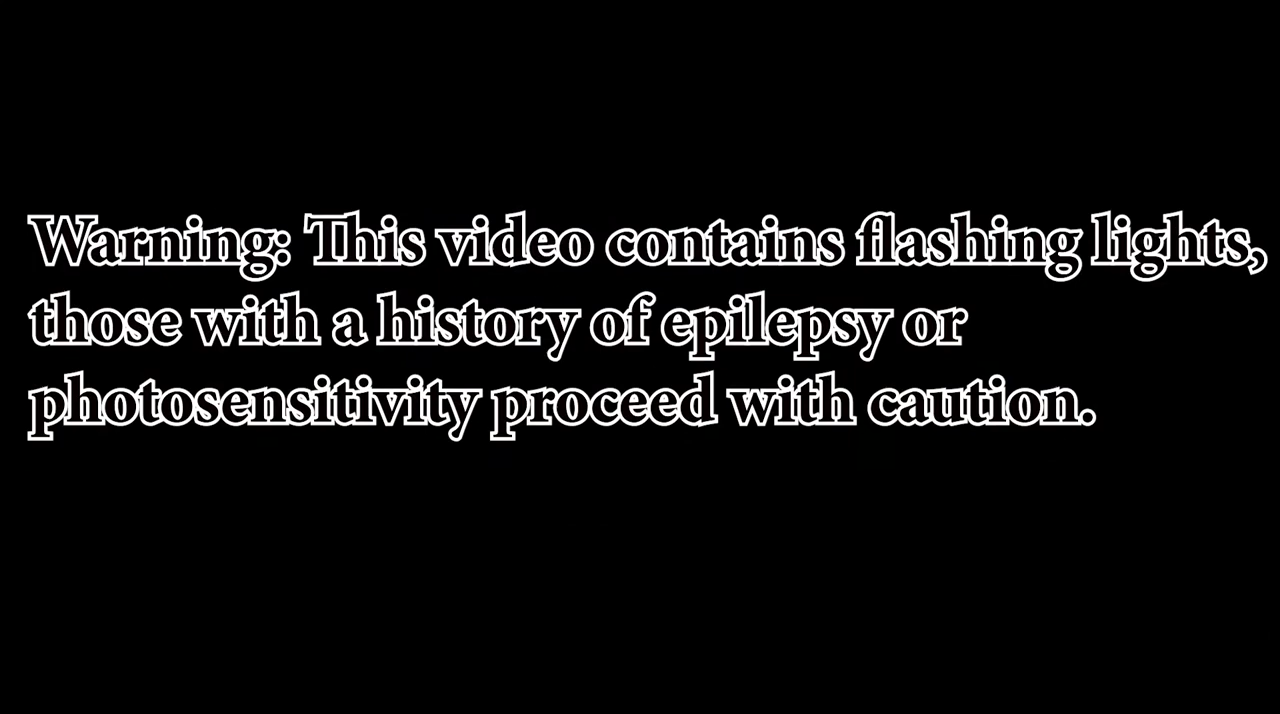 Warning: This video contains flashing lights,
those with a history of epilepsy or
photosensitivity proceed with caution.